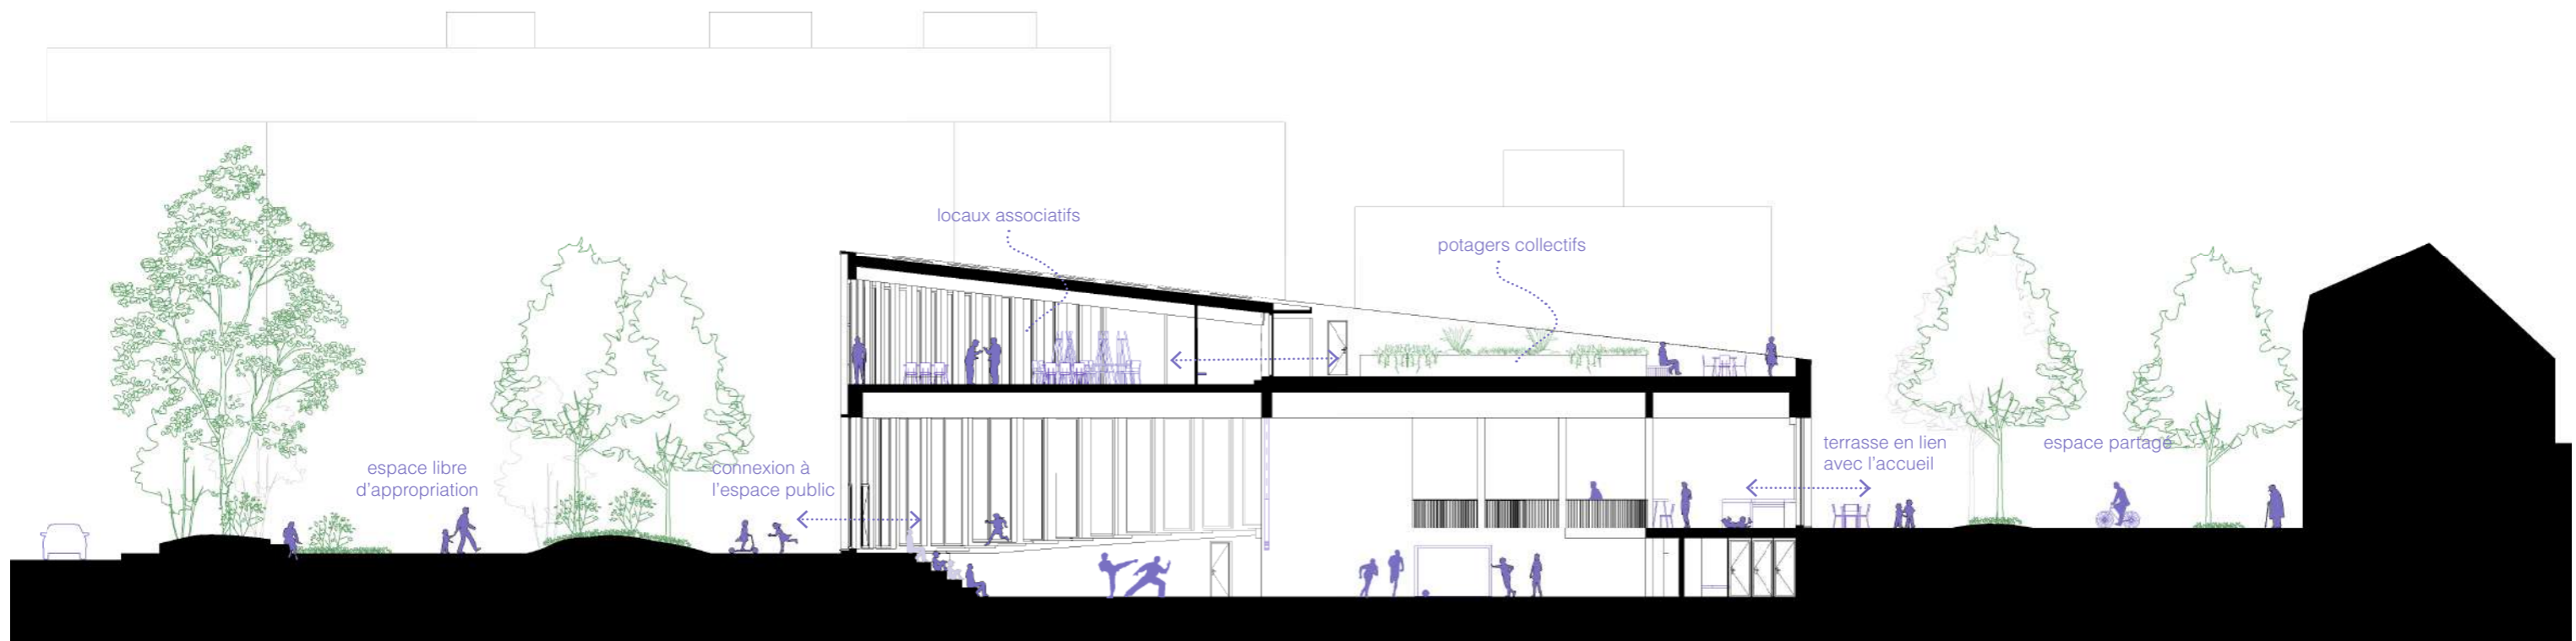 locaux associatifs
potagers collectifs
espace libre
d'appropriation
connexion à
l'espace public
terrasse en lien
avec l'accueil
espace partagé